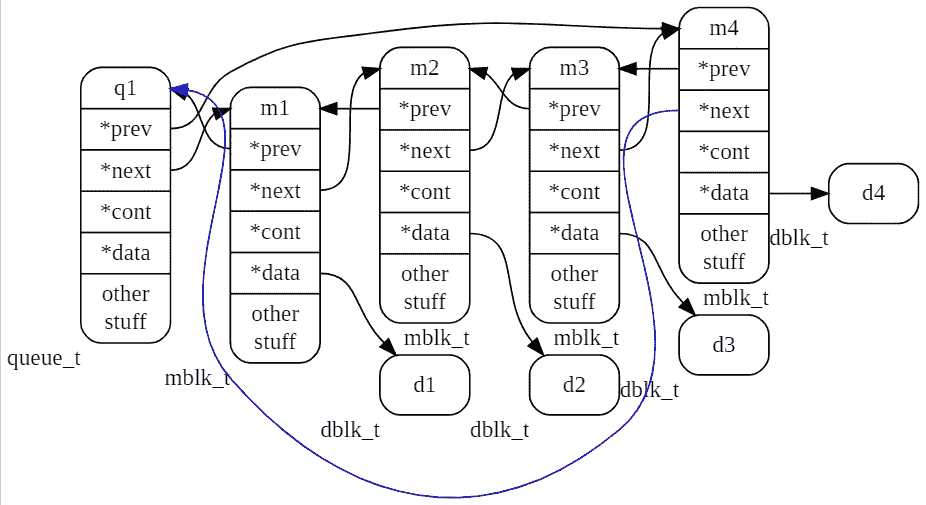 q1
*prev
*next
*cont
*data
other
stuff
queue_t
m1
*prev
*next
*cont
*data
other
stuff
mblk_t
m2
*prev
*next
*cont
*data
other
stuff
mblk_t
m3
*prev
*next
*cont
*data
other
stuff
mblk_t
m4
*prev
*next
*cont
*data
other
stuff
mblk_t
d1
dblk_t
d2
dblk_t
d3
dblk_t
d4
dblk_t